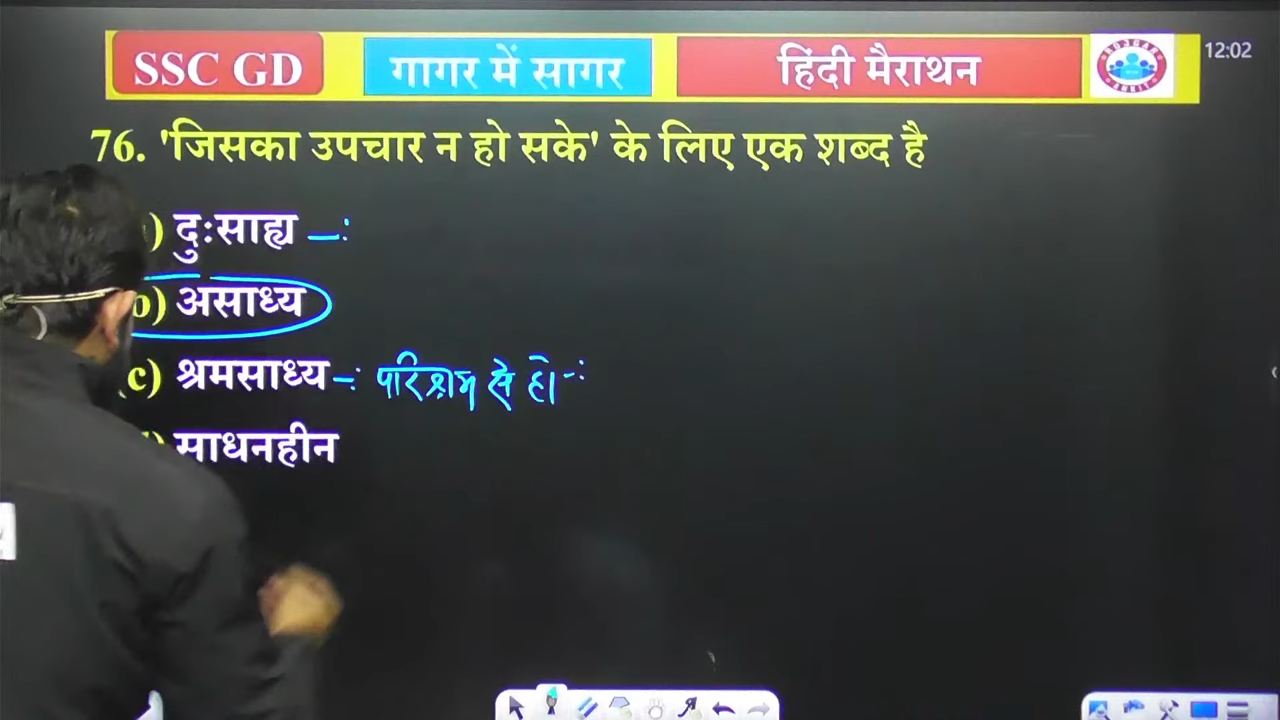 SSC GD गागर में सागर हिंदी मैराथन 12:02
76. 'जिसका उपचार न हो सके' के लिए एक शब्द है
) दुःसाह्य –:
b) असाध्य
(c) श्रमसाध्य –: परिश्रम से हो -:
) साधनहीन